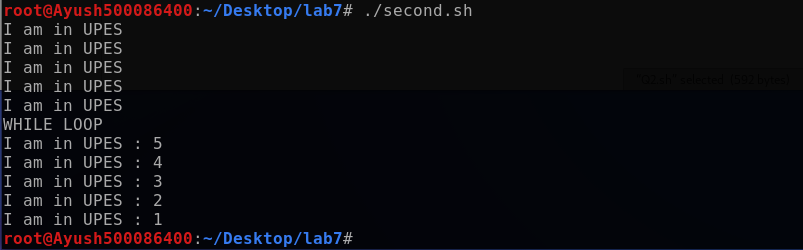 root@Ayush500086400:~/Desktop/lab7# ./second.sh
I am in UPES
I am in UPES
I am in UPES
I am in UPES
I am in UPES
WHILE LOOP
I am in UPES : 5
I am in UPES : 4
I am in UPES : 3
I am in UPES : 2
I am in UPES : 1
root@Ayush500086400:~/Desktop/lab7#